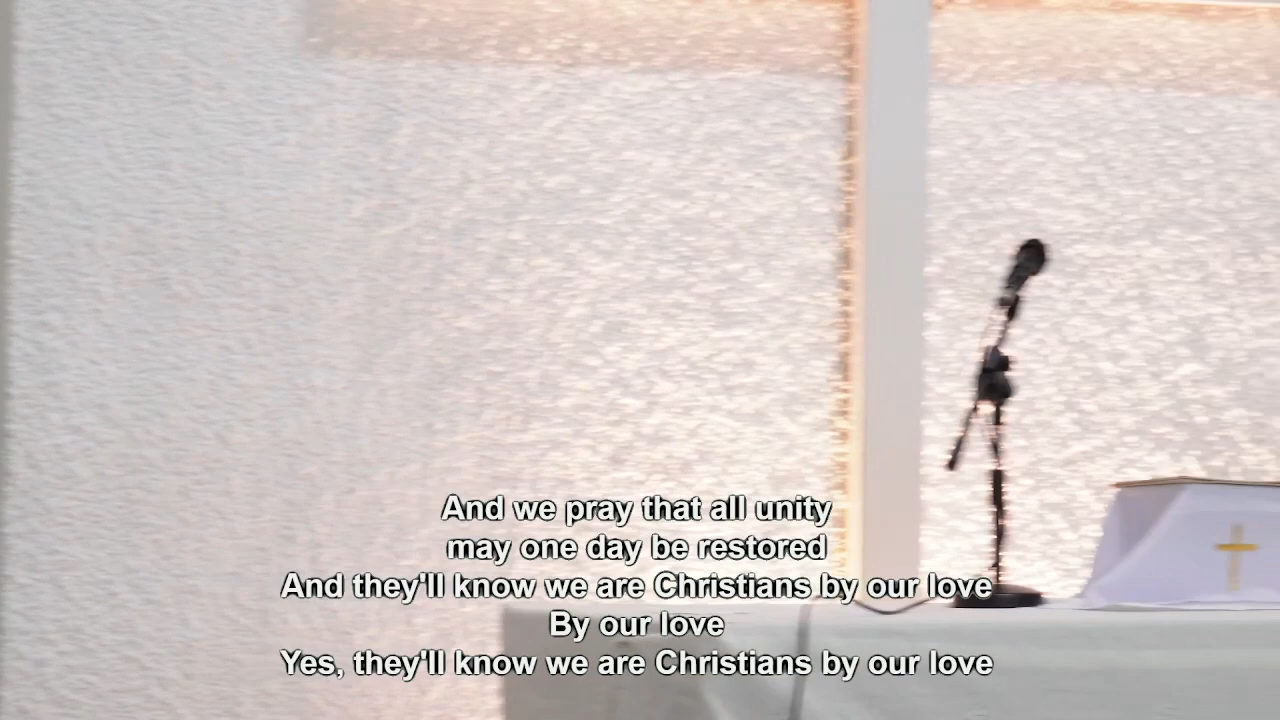 And we pray that all unity
may one day be restored
And they'll know we are Christians by our love
By our love
Yes, they'll know we are Christians by our love